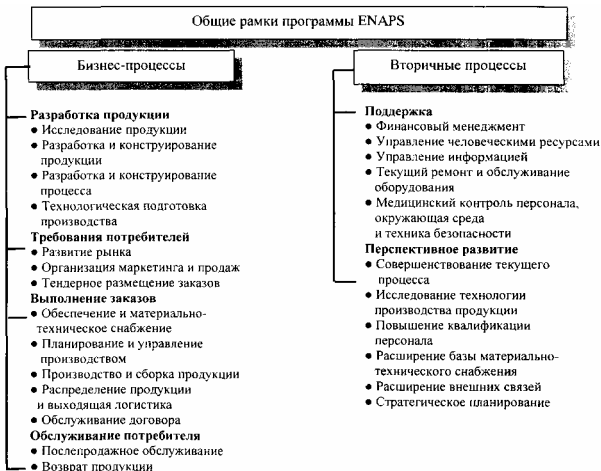 Общие рамки программы ENAPS
Бизнес-процессы
Разработка продукции
● Исследование продукции
● Разработка и конструирование
продукции
● Разработка и конструирование
процесса
● Технологическая подготовка
производства
Требования потребителей
● Развитие рынка
● Организация маркетинга и продаж
● Тендерное размещение заказов
Выполнение заказов
● Обеспечение и материально-
техническое снабжение
● Планирование и управление
производством
● Производство и сборка продукции
● Распределение продукции
и выходящая логистика
● Обслуживание договора
Обслуживание потребителя
● Послепродажное обслуживание
● Возврат продукции
Вторичные процессы
Поддержка
● Финансовый менеджмент
● Управление человеческими ресурсами
● Управление информацией
● Текущий ремонт и обслуживание
оборудования
● Медицинский контроль персонала,
окружающая среда
и техника безопасности
Перспективное развитие
● Совершенствование текущего
процесса
● Исследование технологии
производства продукции
● Повышение квалификации
персонала
● Расширение базы материально-
технического снабжения
● Расширение внешних связей
● Стратегическое планирование